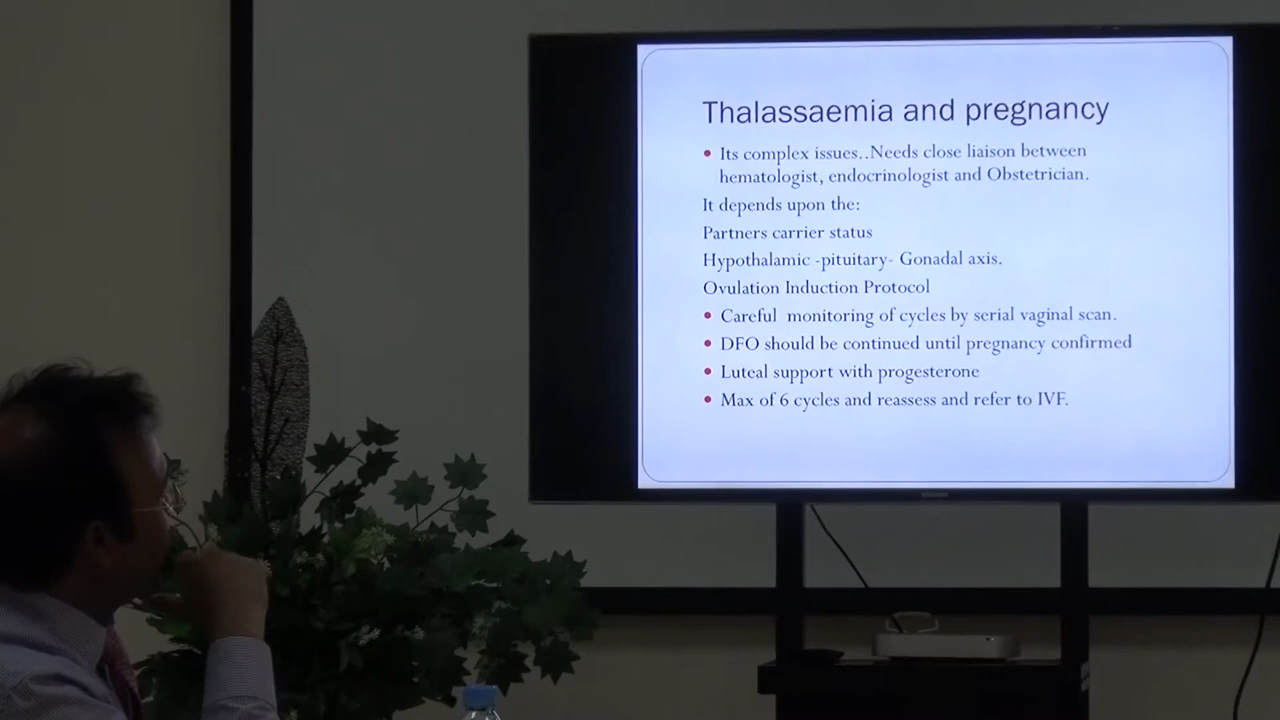 Thalassaemia and pregnancy
• Its complex issues..Needs close liaison between
hematologist, endocrinologist and Obstetrician.
It depends upon the:
Partners carrier status
Hypothalamic -pituitary- Gonadal axis.
Ovulation Induction Protocol
• Careful monitoring of cycles by serial vaginal scan.
• DFO should be continued until pregnancy confirmed
• Luteal support with progesterone
• Max of 6 cycles and reassess and refer to IVF.